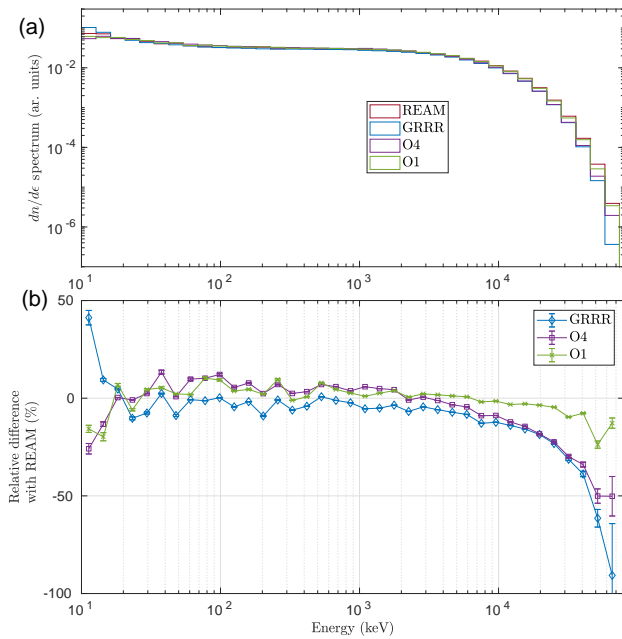 (a)
10^-2
10^-4
10^-6
dn/dϵ spectrum (ar. units)
REAM
GRRR
O4
O1
10^1
10^2
10^3
10^4
(b)
50
0
-50
-100
Relative difference
with REAM (%)
GRRR
O4
O1
10^1
10^2
10^3
10^4
Energy (keV)